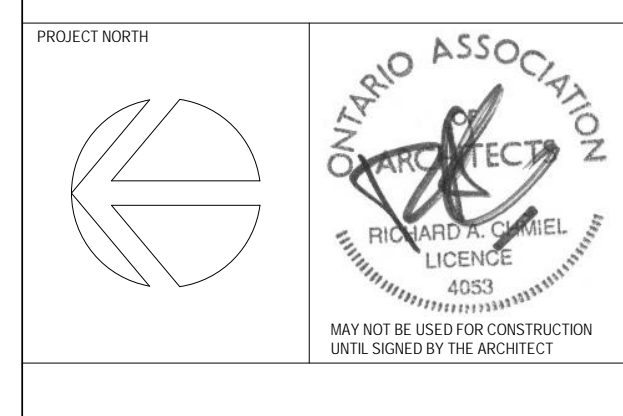 PROJECT NORTH
ONTARIO ASSOCIATION
OF
ARCHITECTS
RICHARD A. CHMIEL
LICENCE
4053
MAY NOT BE USED FOR CONSTRUCTION
UNTIL SIGNED BY THE ARCHITECT